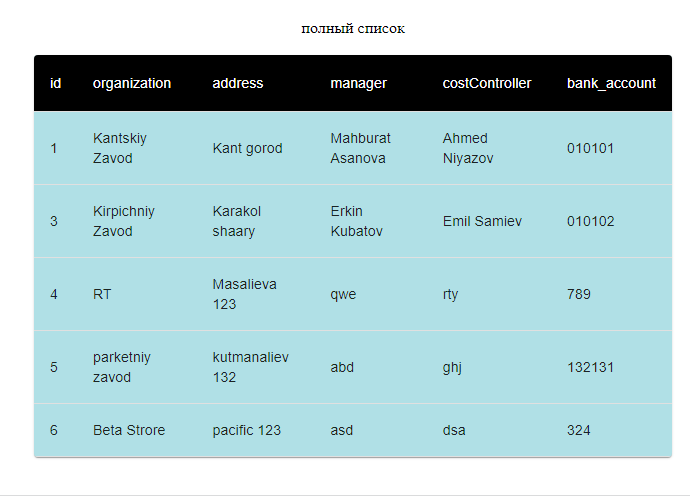 полный список
id organization address manager costController bank_account
1 Kantskiy Zavod Kant gorod Mahburat Asanova Ahmed Niyazov 010101
3 Kirpichniy Zavod Karakol shaary Erkin Kubatov Emil Samiev 010102
4 RT Masalieva 123 qwe rty 789
5 parketniy zavod kutmanaliev 132 abd ghj 132131
6 Beta Strore pacific 123 asd dsa 324